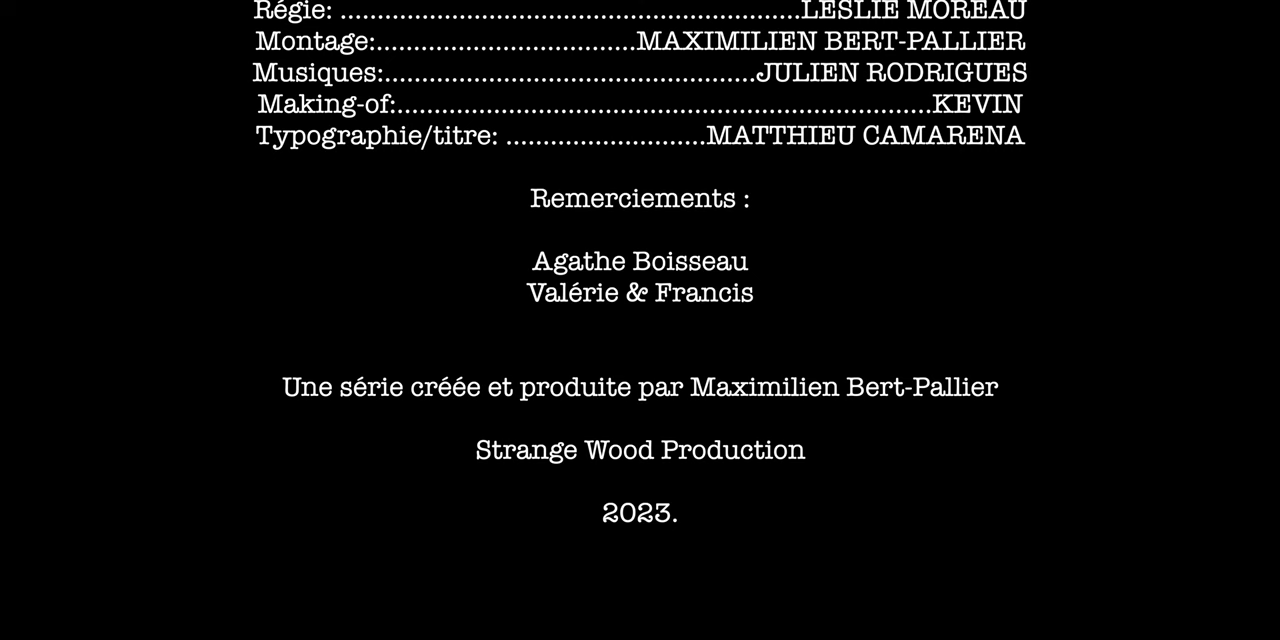 Régie: ..............................................................LESLIE MOREAU
Montage:...................................MAXIMILIEN BERT-PALLIER
Musiques:..................................................JULIEN RODRIGUES
Making-of:........................................................................KEVIN
Typographie/titre: ...........................MATTHIEU CAMARENA
Remerciements :
Agathe Boisseau
Valérie & Francis
Une série créée et produite par Maximilien Bert-Pallier
Strange Wood Production
2023.